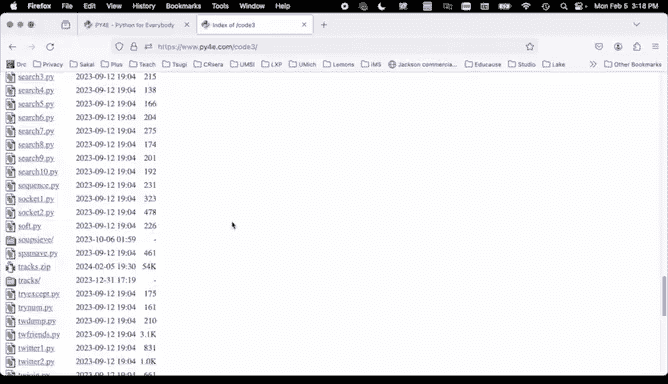 Firefox File Edit View History Bookmarks Tools Window Help Mon Feb 5 3:18 PM
PY4E - Python for Everybody Index of /code3/
https://www.py4e.com/code3/
Orc Privacy Sakai Plus Teach Tsugi CRsera UMSI LXP UMich Lemons IMS Jackson commercia... Educause Studio Lake Other Bookmarks
search3.py 2023-09-12 19:04 215
search4.py 2023-09-12 19:04 138
search5.py 2023-09-12 19:04 166
search6.py 2023-09-12 19:04 204
search7.py 2023-09-12 19:04 275
search8.py 2023-09-12 19:04 174
search9.py 2023-09-12 19:04 201
search10.py 2023-09-12 19:04 192
sequence.py 2023-09-12 19:04 231
socket1.py 2023-09-12 19:04 323
socket2.py 2023-09-12 19:04 478
soft.py 2023-09-12 19:04 226
soupsieve/ 2023-10-06 01:59 -
spamave.py 2023-09-12 19:04 461
tracks.zip 2024-02-05 19:30 54K
tracks/ 2023-12-31 17:19 -
tryexcept.py 2023-09-12 19:04 175
trynum.py 2023-09-12 19:04 161
twdump.py 2023-09-12 19:04 210
twfriends.py 2023-09-12 19:04 3.1K
twitter1.py 2023-09-12 19:04 831
twitter2.py 2023-09-12 19:04 1.0K
twjoin.py 2023-09-12 19:04 661